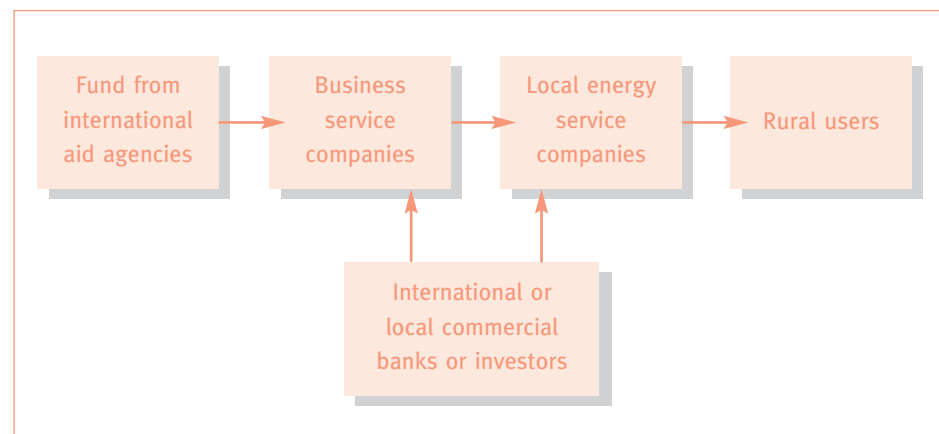 Fund from
international
aid agencies
Business
service
companies
Local energy
service
companies
Rural users
International or
local commercial
banks or investors